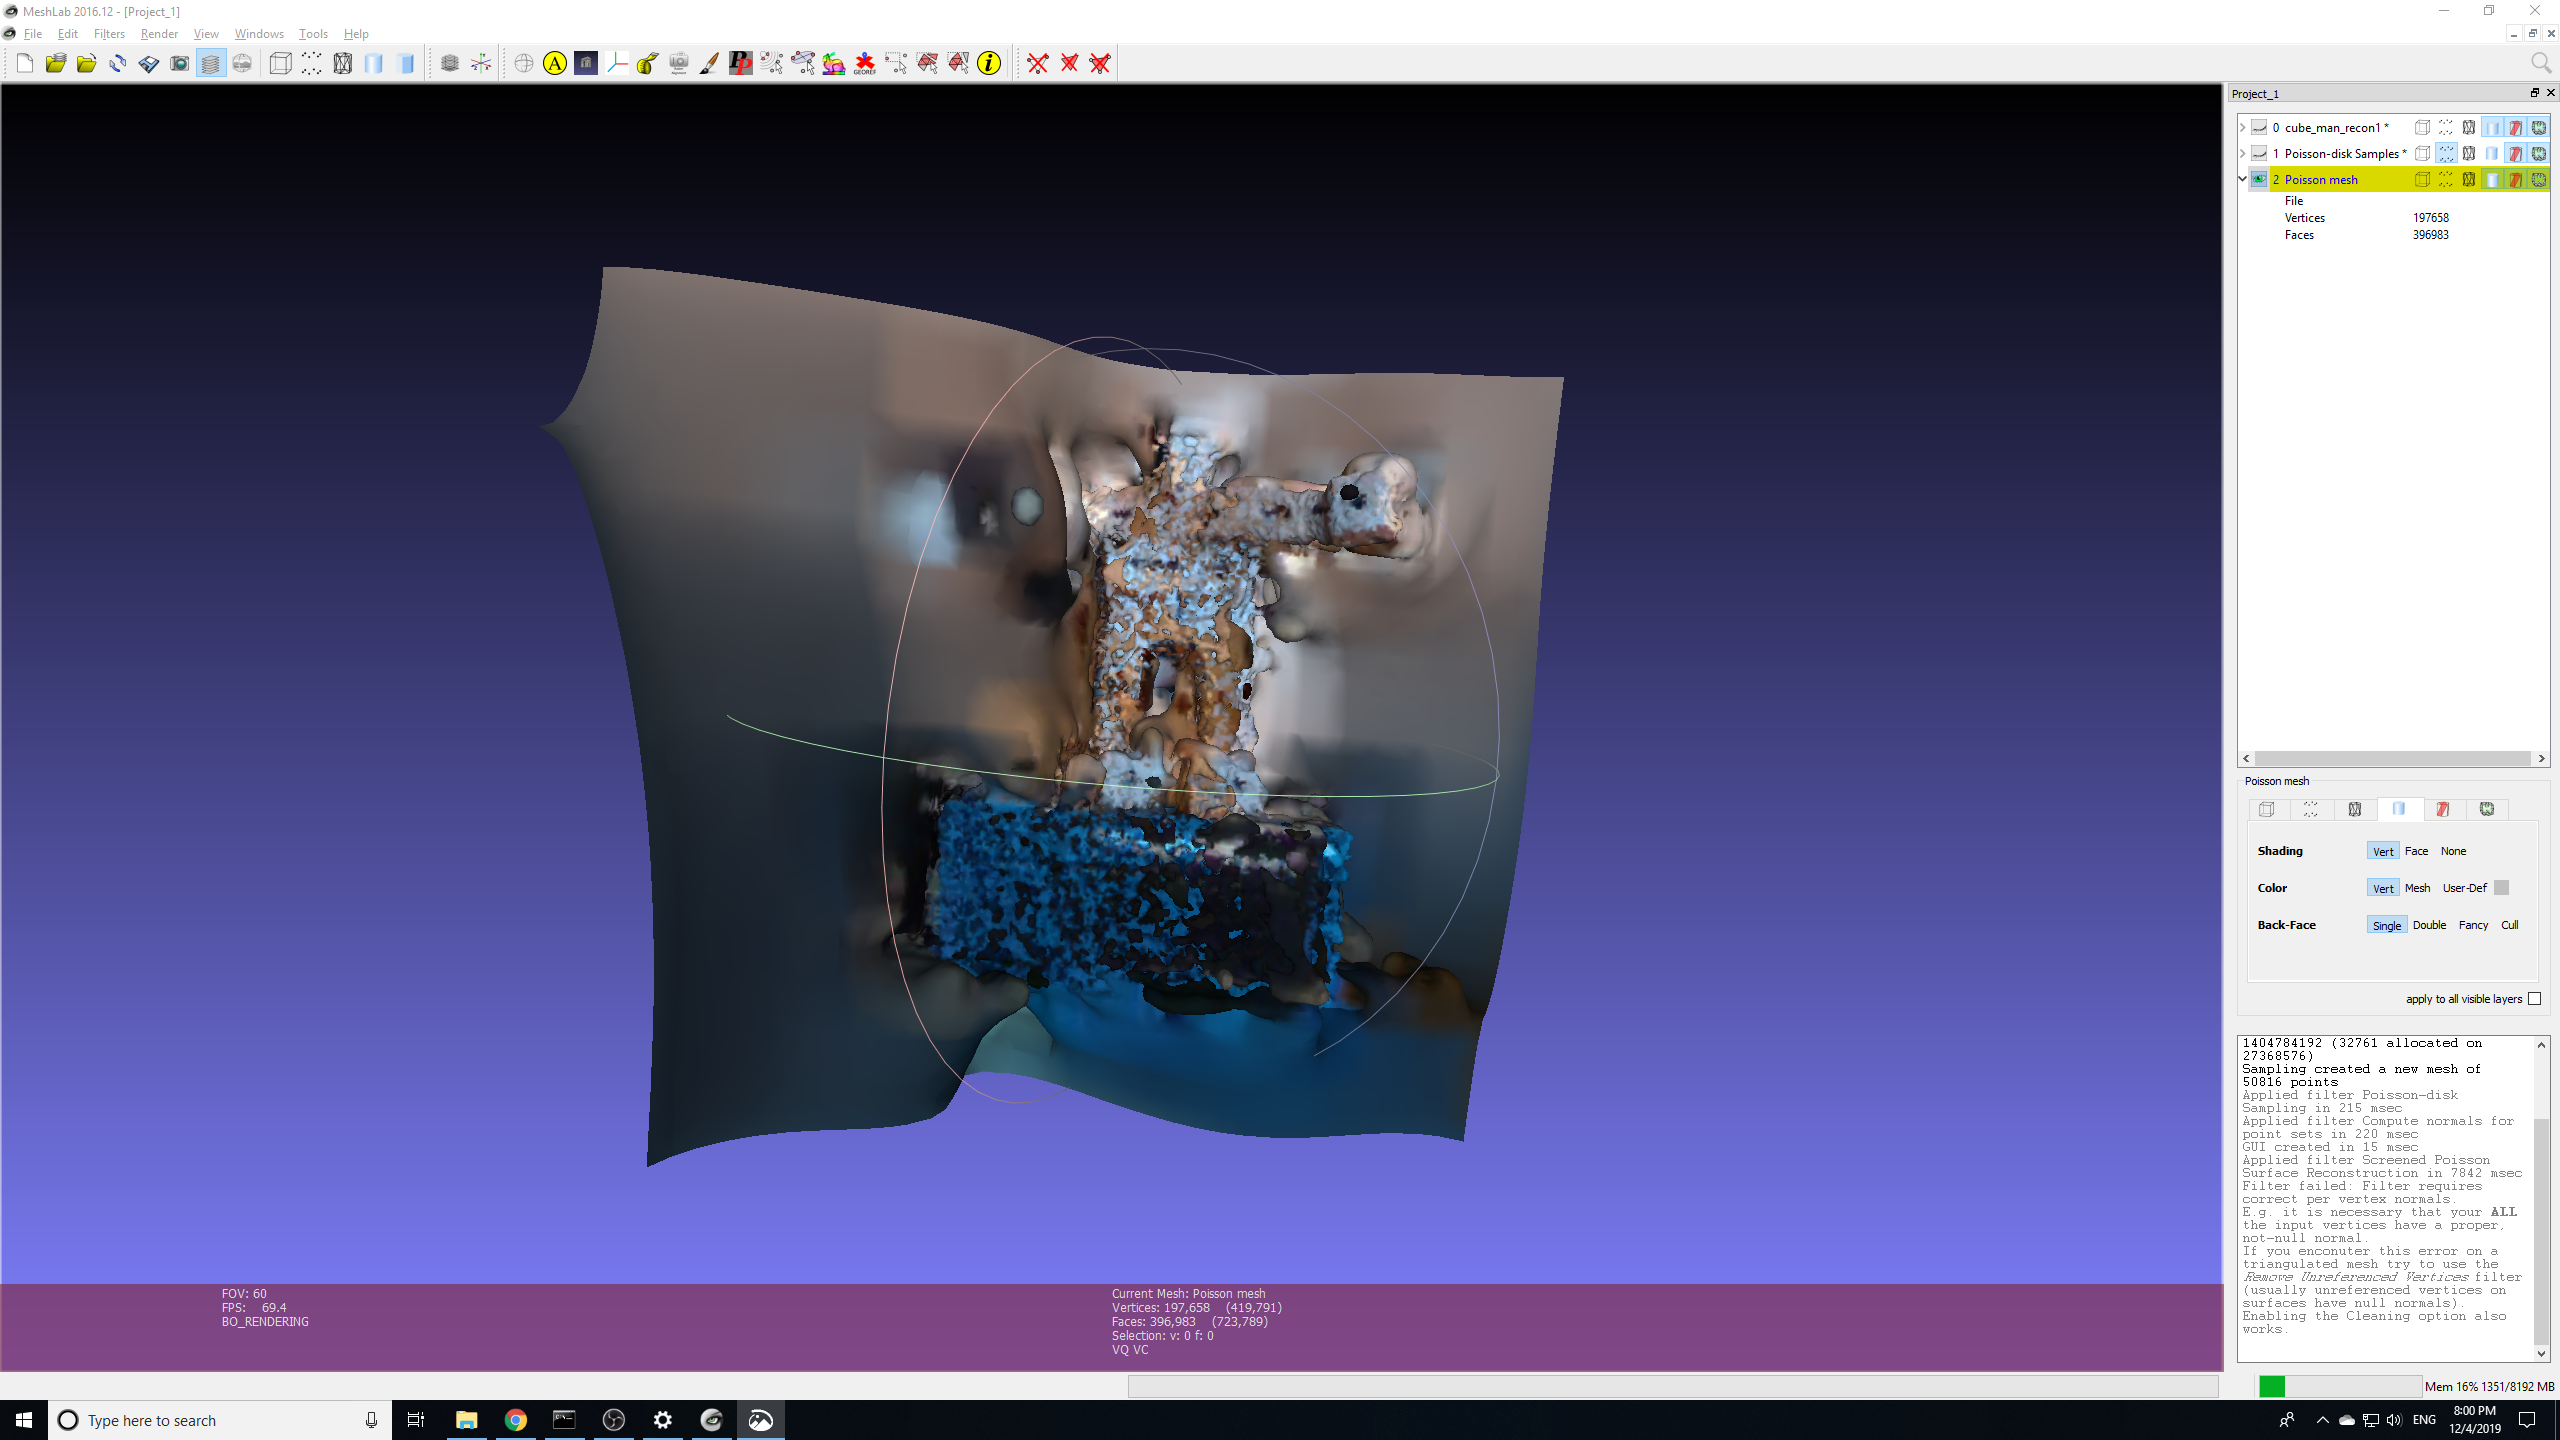 MeshLab 2016.12 - [Project_1]
File Edit Filters Render View Windows Tools Help
A
PP
GEOREF
i
Project_1
0 cube_man_recon1 *
1 Poisson-disk Samples *
2 Poisson mesh
File
Vertices 197658
Faces 396983
Poisson mesh
Shading Vert Face None
Color Vert Mesh User-Def
Back-Face Single Double Fancy Cull
apply to all visible layers
1404784192 (32761 allocated on
27368576)
Sampling created a new mesh of
50816 points
Applied filter Poisson-disk
Sampling in 215 msec
Applied filter Compute normals for
point sets in 220 msec
GUI created in 15 msec
Applied filter Screened Poisson
Surface Reconstruction in 7842 msec
Filter failed: Filter requires
correct per vertex normals.
E.g. it is necessary that your ALL
the input vertices have a proper,
not-null normal.
If you enconuter this error on a
triangulated mesh try to use the
Remove Unreferenced Vertices filter
(usually unreferenced vertices on
surfaces have null normals).
Enabling the Cleaning option also
works.
FOV: 60
FPS: 69.4
BO_RENDERING
Current Mesh: Poisson mesh
Vertices: 197,658 (419,791)
Faces: 396,983 (723,789)
Selection: v: 0 f: 0
VQ VC
Mem 16% 1351/8192 MB
Type here to search
ENG
8:00 PM
12/4/2019